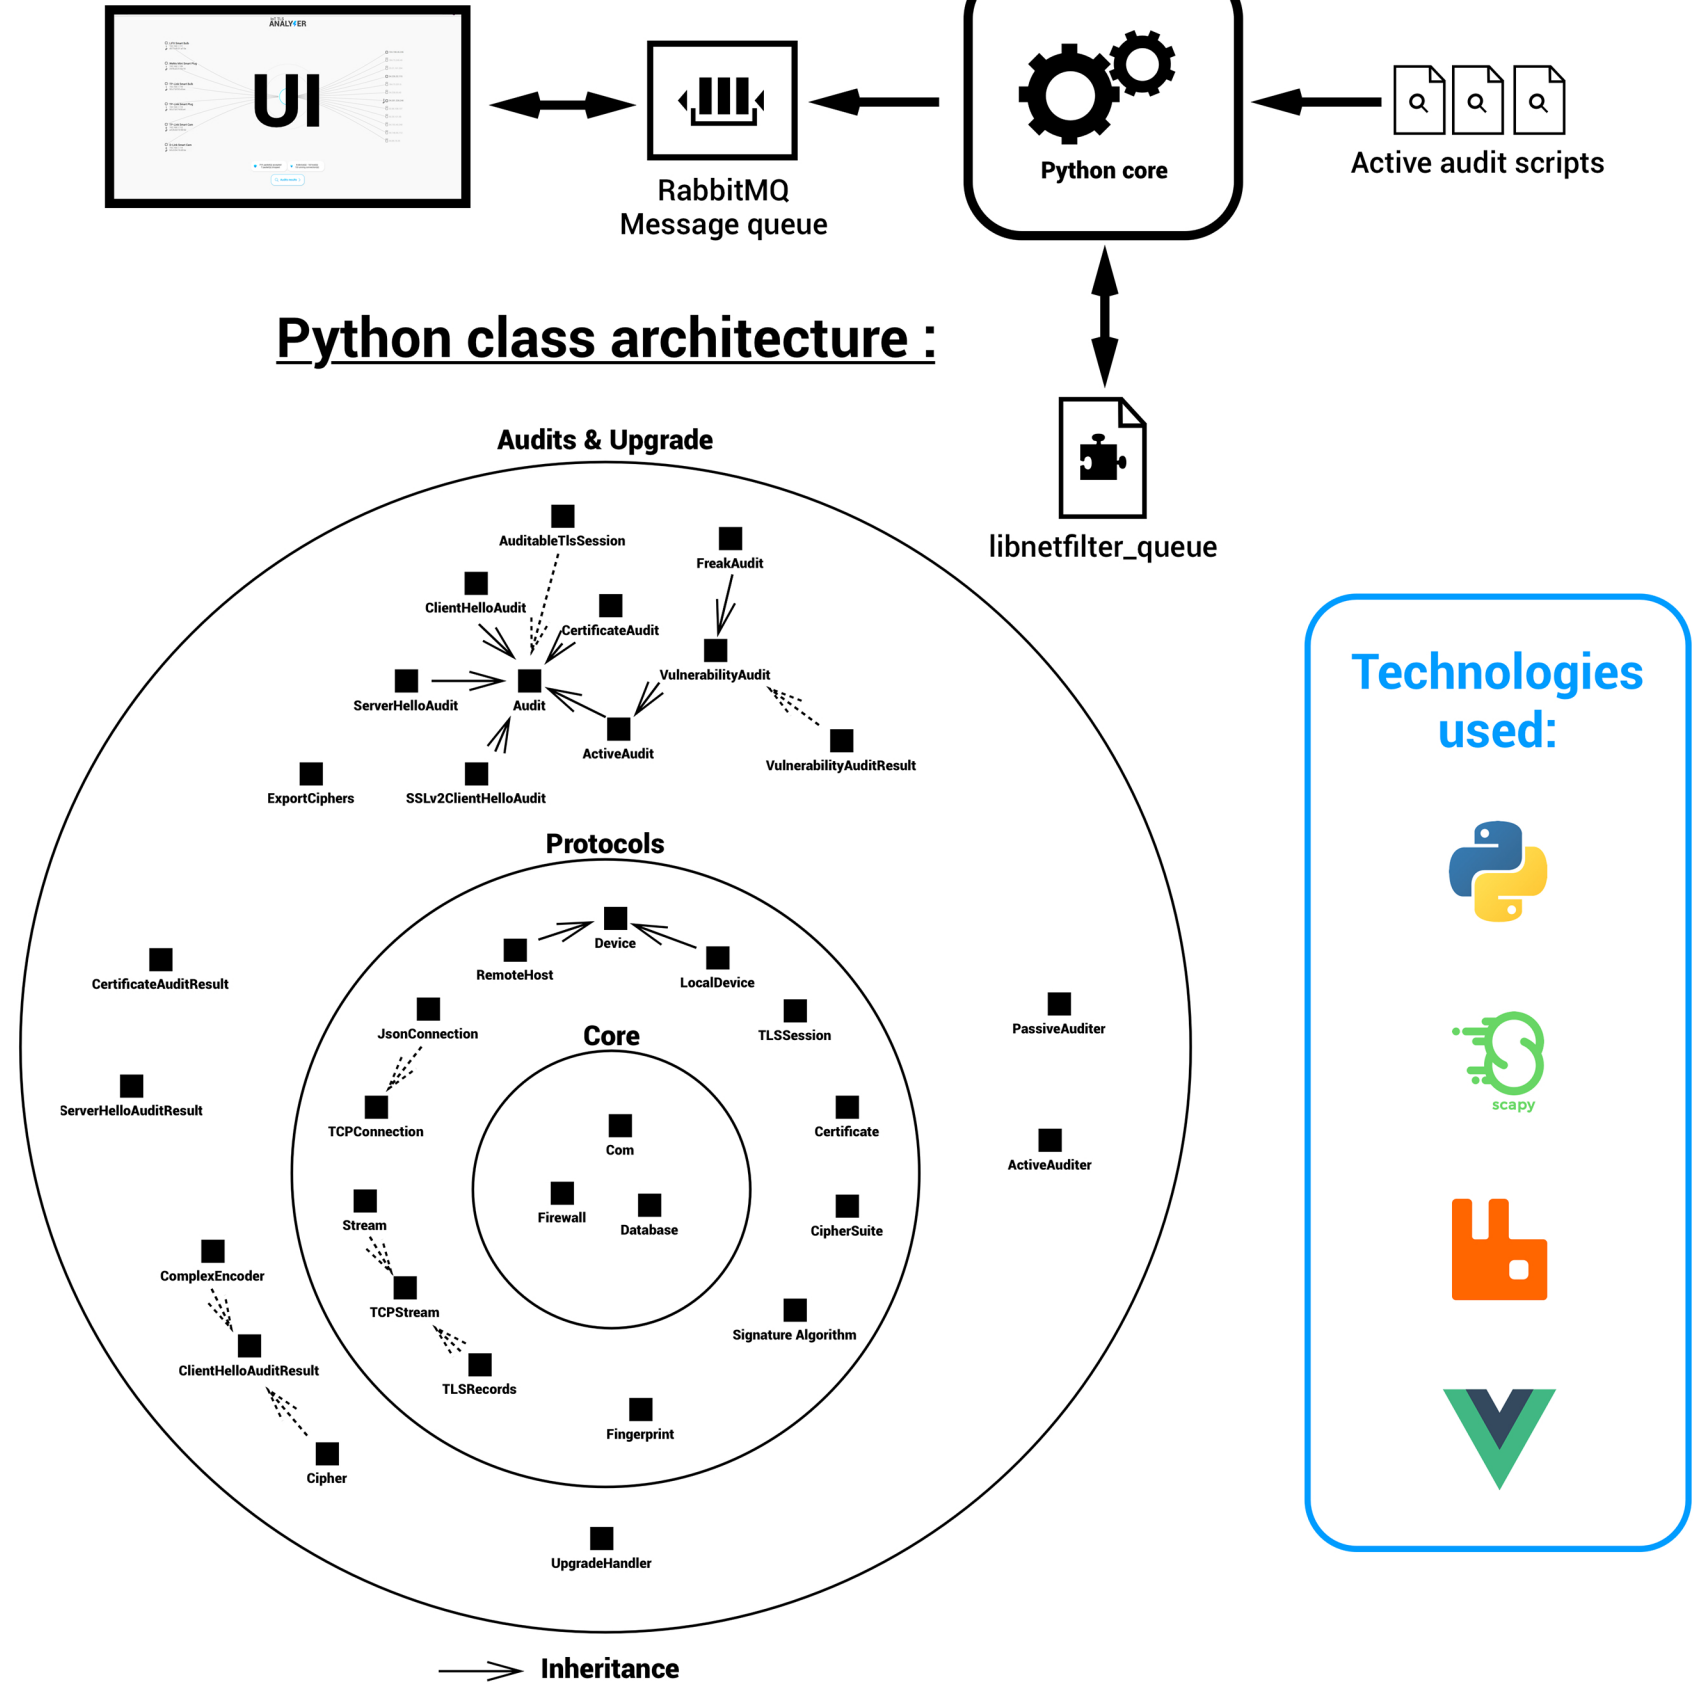 ANALYZER
UI
RabbitMQ
Message queue
Python core
Active audit scripts
libnetfilter_queue
Python class architecture :
Audits & Upgrade
AuditableTlsSession
FreakAudit
ClientHelloAudit
CertificateAudit
VulnerabilityAudit
ServerHelloAudit
Audit
ActiveAudit
VulnerabilityAuditResult
ExportCiphers
SSLv2ClientHelloAudit
Protocols
Device
RemoteHost
LocalDevice
CertificateAuditResult
JsonConnection
TLSSession
PassiveAuditer
Core
ServerHelloAuditResult
TCPConnection
Certificate
Com
ActiveAuditer
Stream
Firewall
Database
CipherSuite
ComplexEncoder
TCPStream
Signature Algorithm
ClientHelloAuditResult
TLSRecords
Fingerprint
Cipher
UpgradeHandler
Inheritance
Technologies
used:
scapy